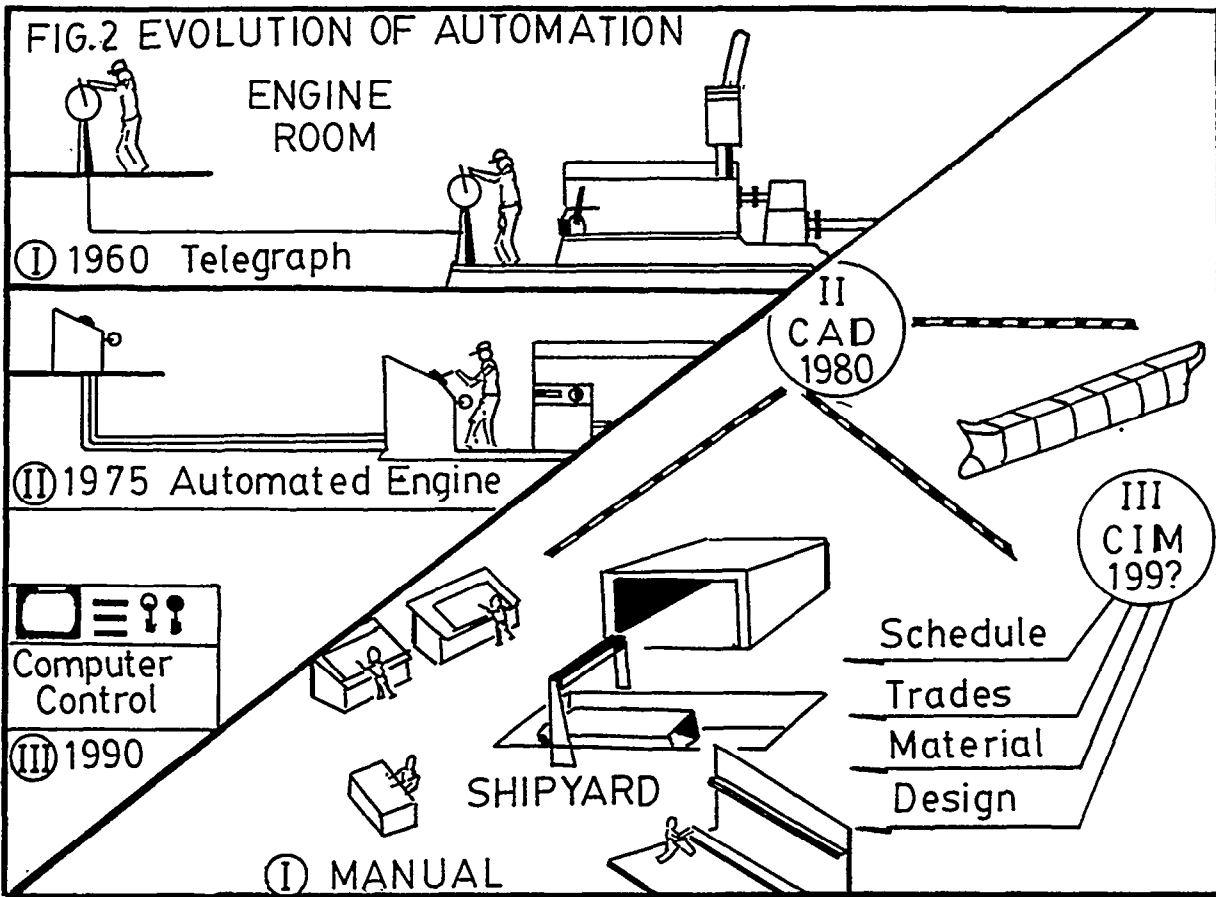 FIG.2 EVOLUTION OF AUTOMATION
ENGINE
ROOM
I 1960 Telegraph
II 1975 Automated Engine
Computer
Control
III 1990
II
CAD
1980
III
CIM
199?
Schedule
Trades
Material
Design
SHIPYARD
I MANUAL